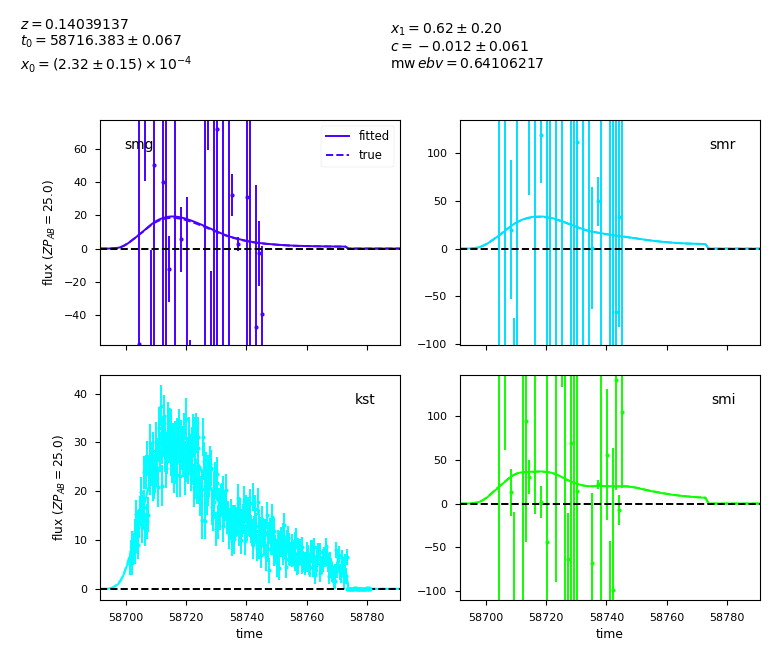 z = 0.14039137
t₀ = 58716.383 ± 0.067
x₀ = (2.32 ± 0.15) × 10⁻⁴
x₁ = 0.62 ± 0.20
c = −0.012 ± 0.061
mw ebv = 0.64106217
smg
fitted
true
60
40
20
0
−20
−40
flux (ZP_AB = 25.0)
smr
100
50
0
−50
−100
kst
40
30
20
10
0
flux (ZP_AB = 25.0)
58700 58720 58740 58760 58780
time
smi
100
50
0
−50
−100
58700 58720 58740 58760 58780
time